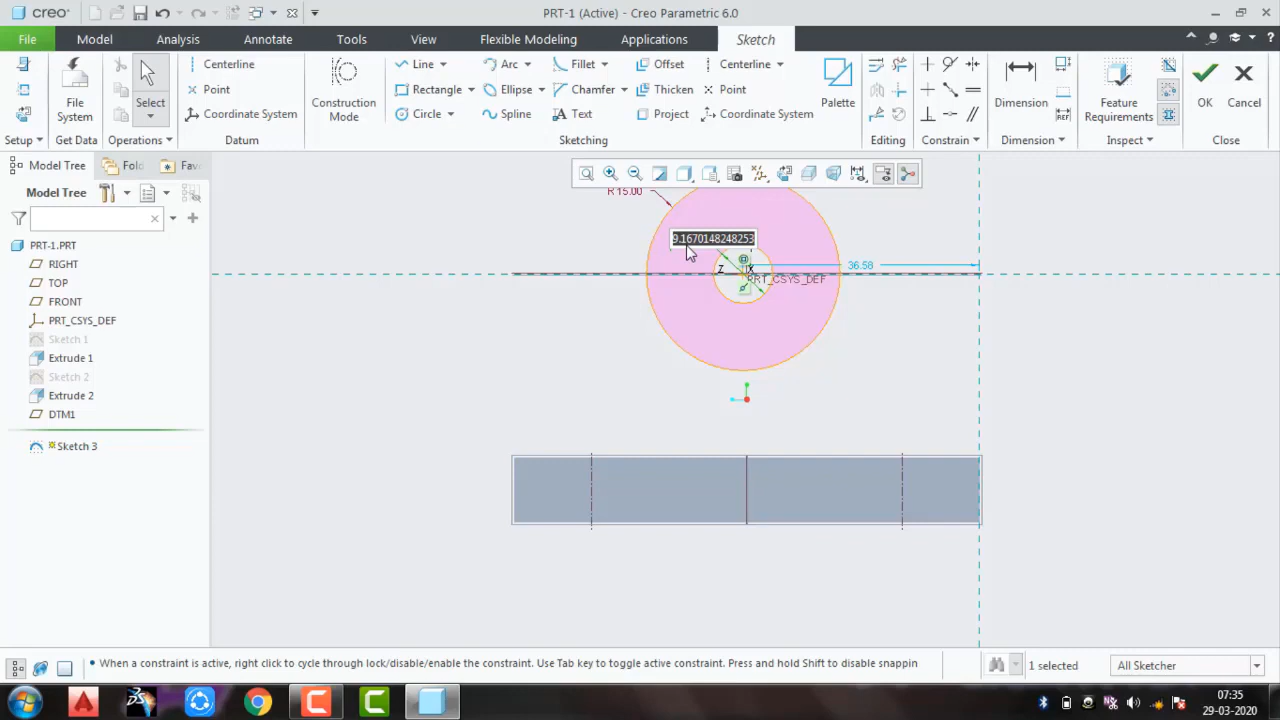 creo
PRT-1 (Active) - Creo Parametric 6.0
File Model Analysis Annotate Tools View Flexible Modeling Applications Sketch
Centerline Line Arc Fillet Offset Centerline
Point Rectangle Ellipse Chamfer Thicken Point
Coordinate System Circle Spline Text Project Coordinate System
File System Select Construction Mode Palette Dimension Feature Requirements OK Cancel
Setup Get Data Operations Datum Sketching Editing Constrain Dimension Inspect Close
Model Tree Fold Fav
Model Tree
PRT-1.PRT
RIGHT
TOP
FRONT
PRT_CSYS_DEF
Sketch 1
Extrude 1
Sketch 2
Extrude 2
DTM1
Sketch 3
R 15.00
9.1670148248253
36.58
Z X
PRT_CSYS_DEF
When a constraint is active, right click to cycle through lock/disable/enable the constraint. Use Tab key to toggle active constraint. Press and hold Shift to disable snappin
1 selected
All Sketcher
07:35
29-03-2020